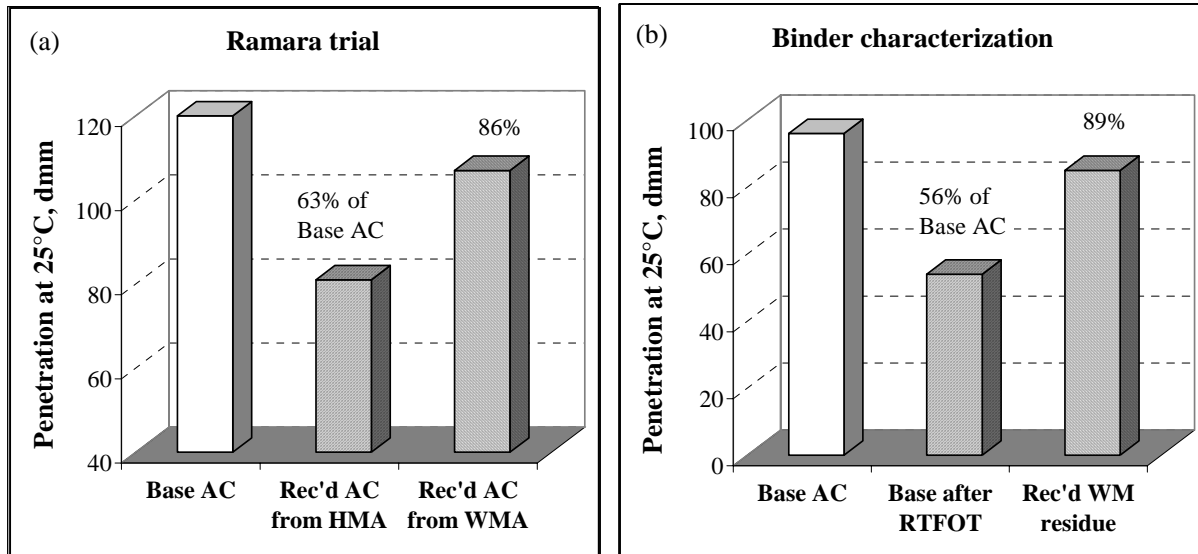 (a)
Ramara trial
Penetration at 25°C, dmm
120
100
80
60
40
63% of
Base AC
86%
Base AC
Rec'd AC
from HMA
Rec'd AC
from WMA
(b)
Binder characterization
Penetration at 25°C, dmm
100
80
60
40
20
0
56% of
Base AC
89%
Base AC
Base after
RTFOT
Rec'd WM
residue